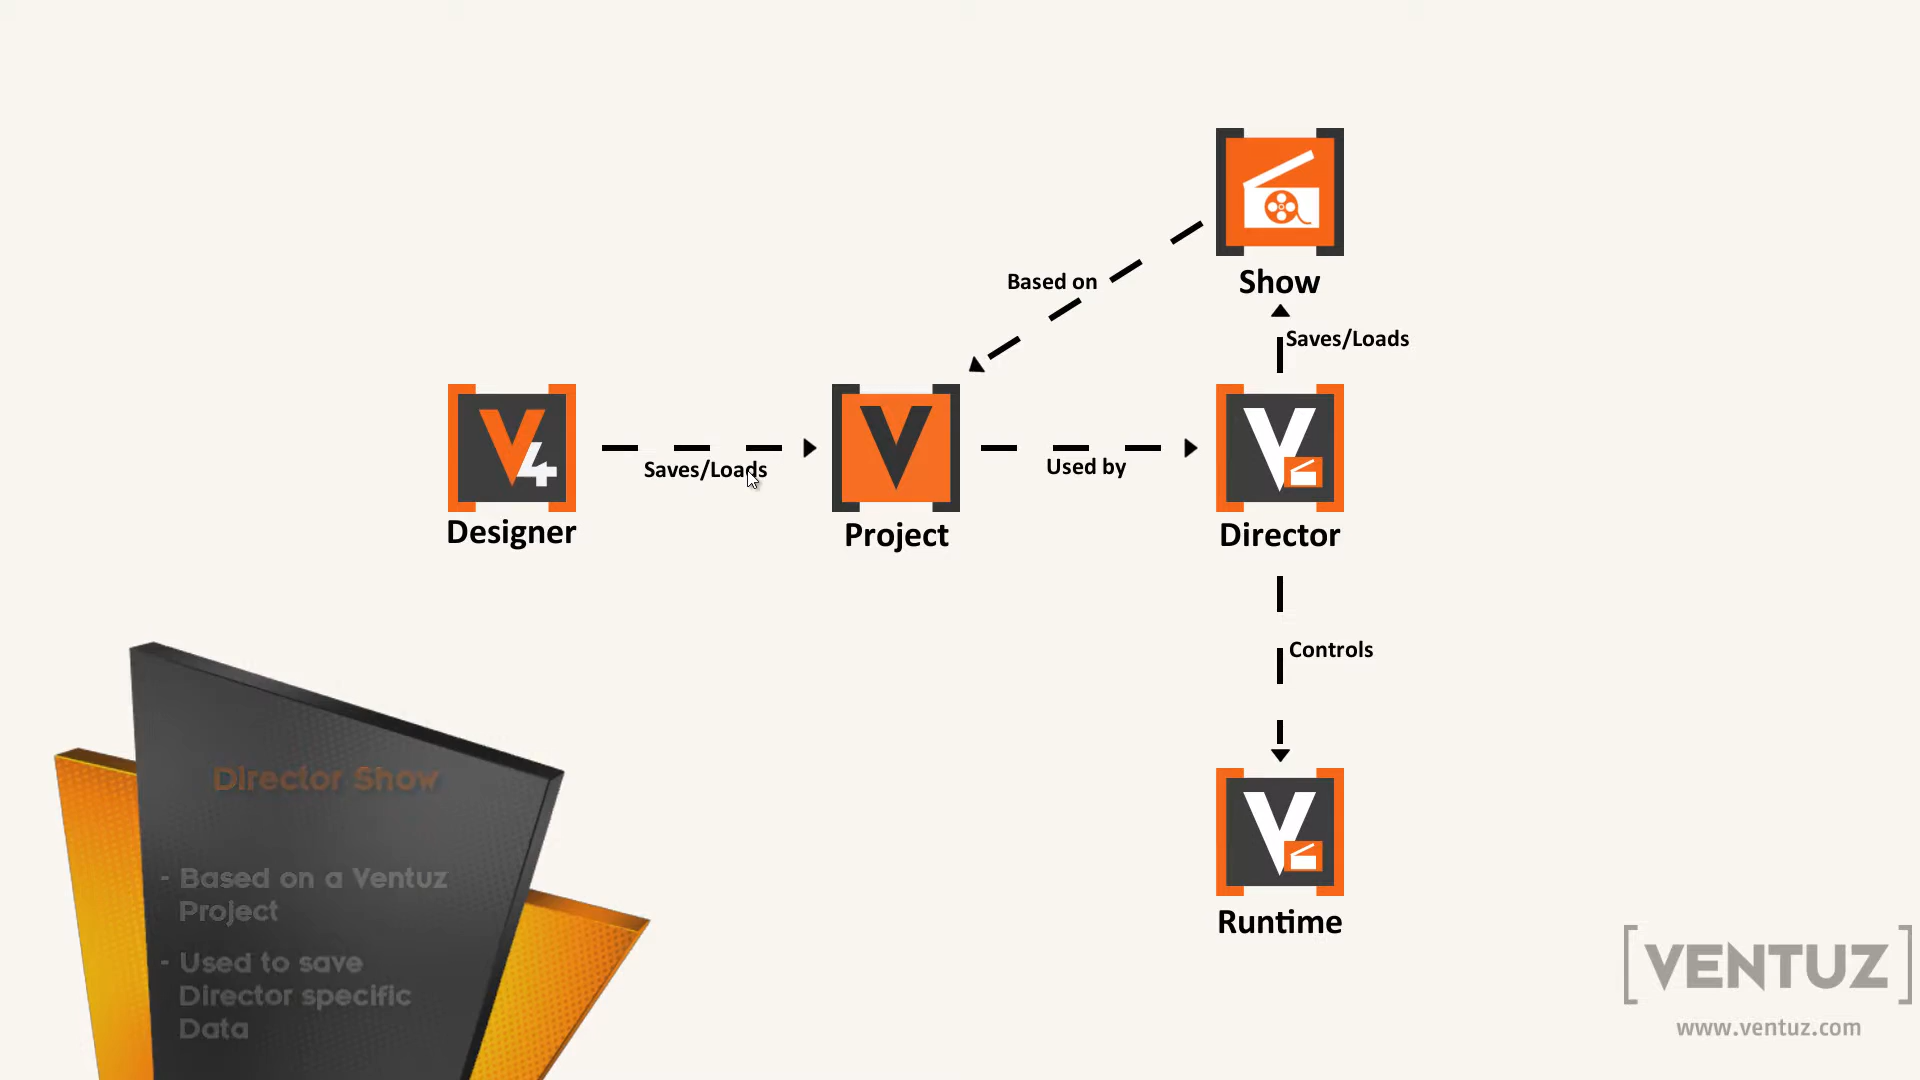 Show
Based on
Saves/Loads
V4
Designer
Saves/Loads
V
Project
Used by
V
Director
Controls
V
Runtime
Director Show
- Based on a Ventuz
Project
- Used to save
Director specific
Data
[VENTUZ]
www.ventuz.com